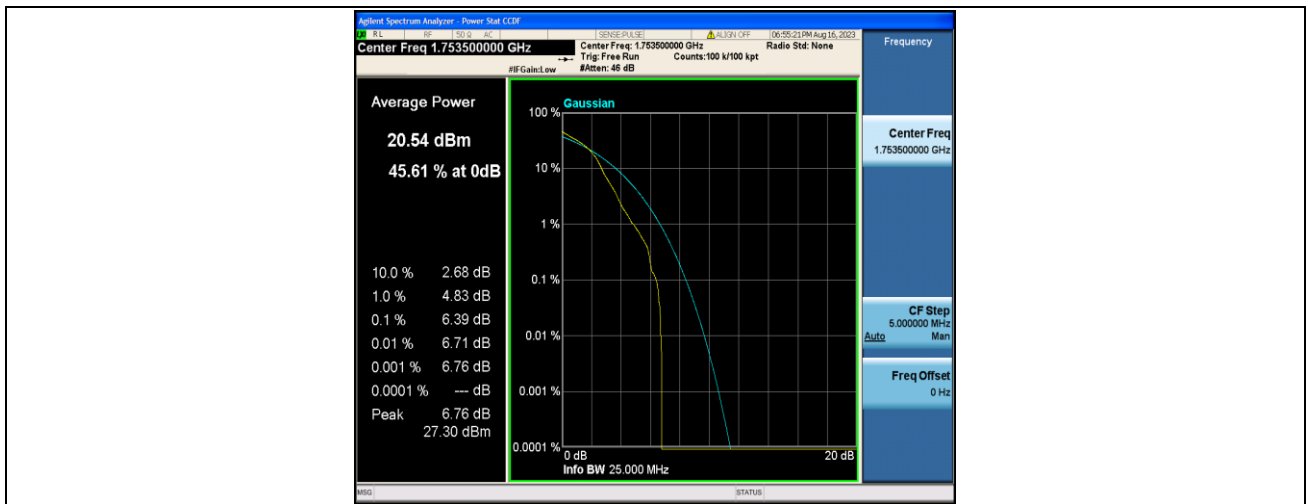 Agilent Spectrum Analyzer - Power Stat CCDF
RL RF 50 Ω AC SENSE:PULSE ALIGN OFF 06:55:21 PM Aug 16, 2023
Center Freq 1.753500000 GHz
Center Freq: 1.753500000 GHz Radio Std: None
Trig: Free Run Counts:100 k/100 kpt
#IFGain:Low #Atten: 46 dB
Average Power
20.54 dBm
45.61 % at 0dB
10.0 % 2.68 dB
1.0 % 4.83 dB
0.1 % 6.39 dB
0.01 % 6.71 dB
0.001 % 6.76 dB
0.0001 % --- dB
Peak 6.76 dB
27.30 dBm
Gaussian
100 %
10 %
1 %
0.1 %
0.01 %
0.001 %
0.0001 %
0 dB 20 dB
Info BW 25.000 MHz
Frequency
Center Freq
1.753500000 GHz
CF Step
5.000000 MHz
Auto Man
Freq Offset
0 Hz
MSG STATUS